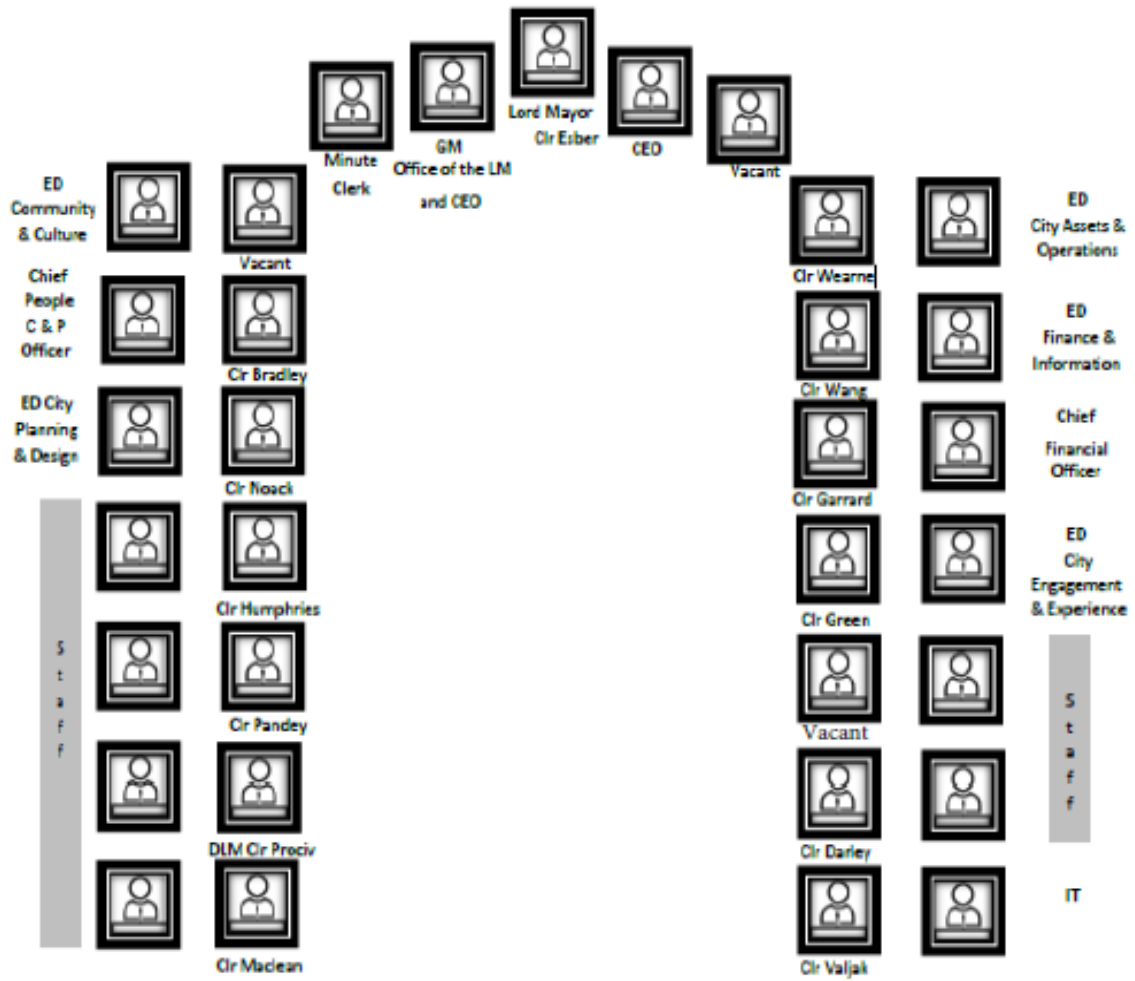 Lord Mayor
Clr Esber
Minute
Clerk
GM
Office of the LM
and CEO
CEO
Vacant
ED
Community
& Culture
Vacant
Clr Wearne
ED
City Assets &
Operations
Chief
People
C & P
Officer
Clr Bradley
Clr Wang
ED
Finance &
Information
ED City
Planning
& Design
Clr Noack
Clr Garrard
Chief
Financial
Officer
Clr Humphries
Clr Green
ED
City
Engagement
& Experience
Staff
Clr Pandey
Vacant
Staff
DLM Clr Prociv
Clr Darley
Clr Maclean
Clr Valjak
IT